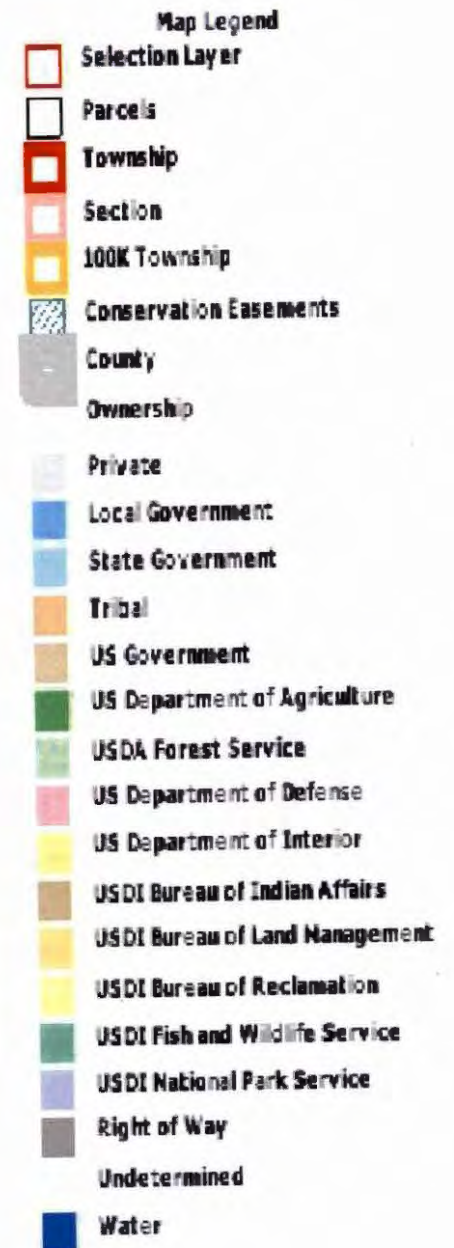 Map Legend
Selection Layer
Parcels
Township
Section
100K Township
Conservation Easements
County
Ownership
Private
Local Government
State Government
Tribal
US Government
US Department of Agriculture
USDA Forest Service
US Department of Defense
US Department of Interior
USDI Bureau of Indian Affairs
USDI Bureau of Land Management
USDI Bureau of Reclamation
USDI Fish and Wildlife Service
USDI National Park Service
Right of Way
Undetermined
Water